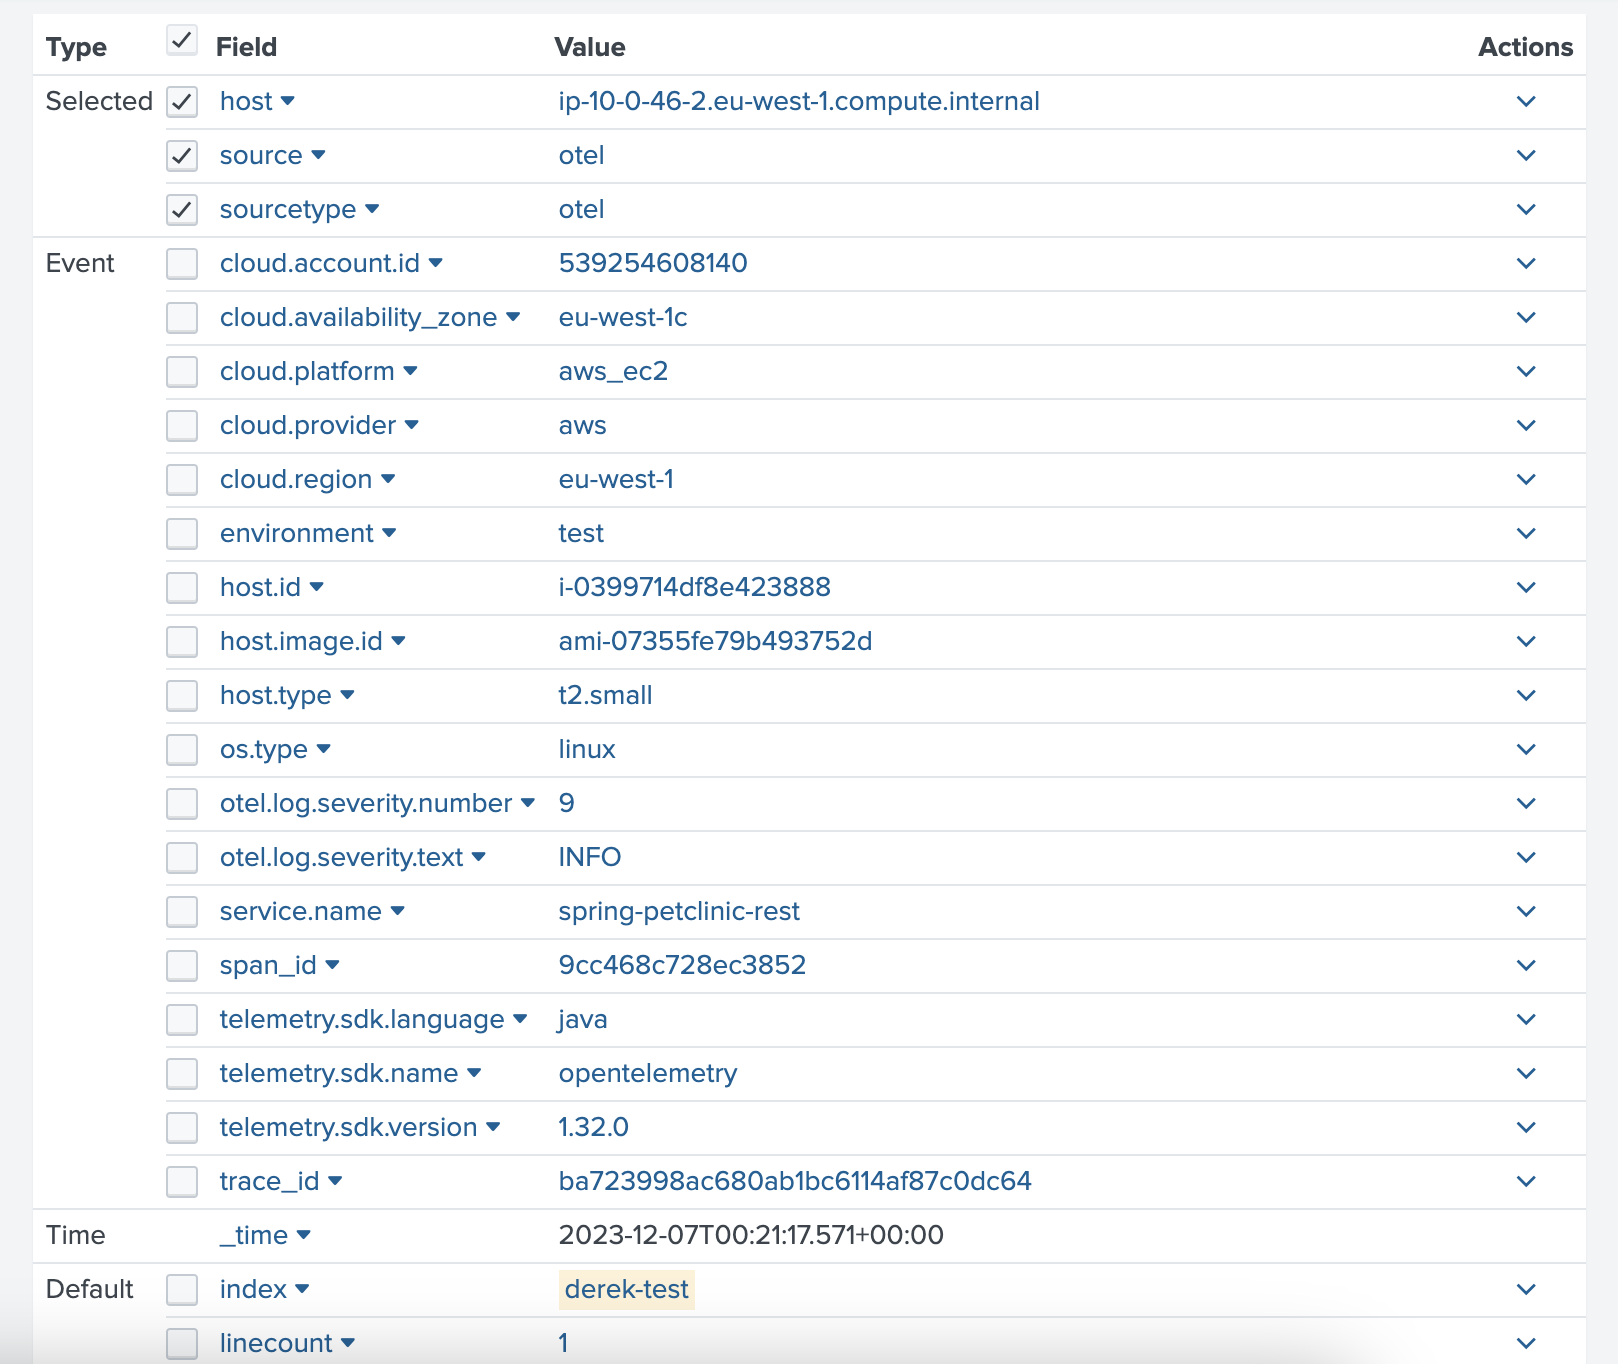 Type Field Value Actions
Selected host ip-10-0-46-2.eu-west-1.compute.internal
source otel
sourcetype otel
Event cloud.account.id 539254608140
cloud.availability_zone eu-west-1c
cloud.platform aws_ec2
cloud.provider aws
cloud.region eu-west-1
environment test
host.id i-0399714df8e423888
host.image.id ami-07355fe79b493752d
host.type t2.small
os.type linux
otel.log.severity.number 9
otel.log.severity.text INFO
service.name spring-petclinic-rest
span_id 9cc468c728ec3852
telemetry.sdk.language java
telemetry.sdk.name opentelemetry
telemetry.sdk.version 1.32.0
trace_id ba723998ac680ab1bc6114af87c0dc64
Time _time 2023-12-07T00:21:17.571+00:00
Default index derek-test
linecount 1